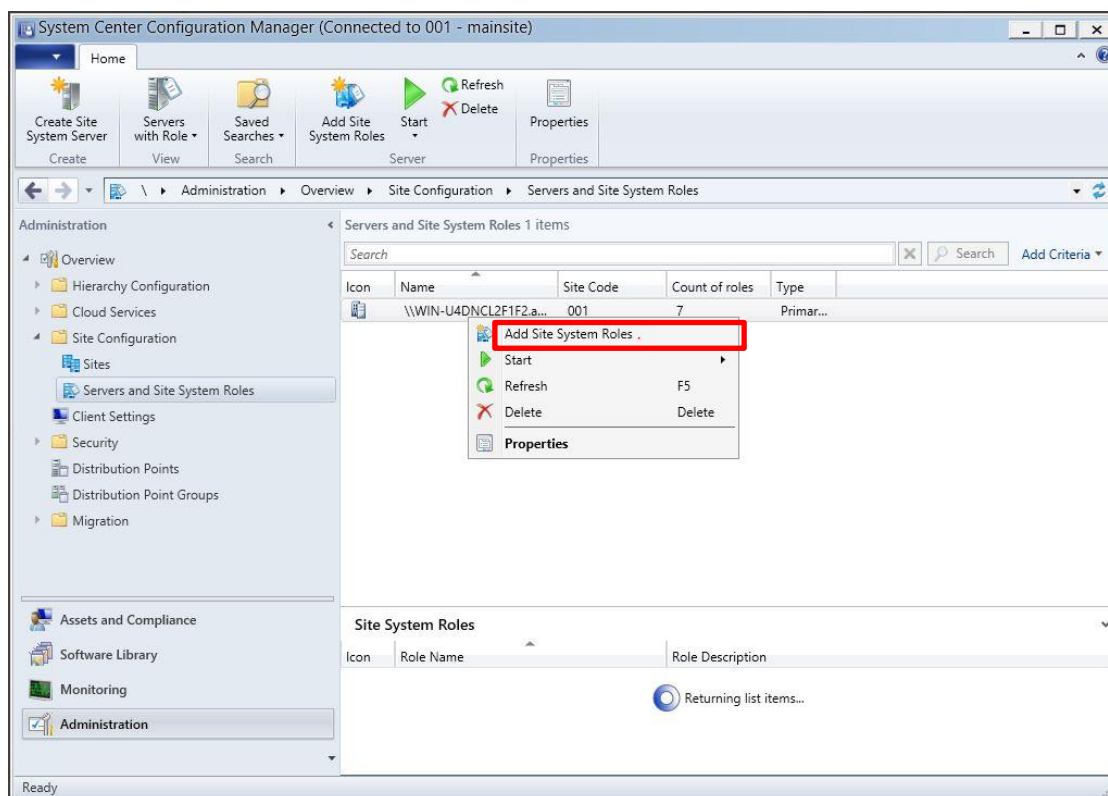 System Center Configuration Manager (Connected to 001 - mainsite)
Home
Create Site System Server
Servers with Role
Saved Searches
Add Site System Roles
Start
Refresh
Delete
Properties
Create
View
Search
Server
Properties
\ Administration Overview Site Configuration Servers and Site System Roles
Administration
Overview
Hierarchy Configuration
Cloud Services
Site Configuration
Sites
Servers and Site System Roles
Client Settings
Security
Distribution Points
Distribution Point Groups
Migration
Assets and Compliance
Software Library
Monitoring
Administration
Servers and Site System Roles 1 items
Search
Search
Add Criteria
Icon Name Site Code Count of roles Type
\\WIN-U4DNCL2F1F2.a... 001 7 Primar...
Add Site System Roles .
Start
Refresh F5
Delete Delete
Properties
Site System Roles
Icon Role Name Role Description
Returning list items...
Ready